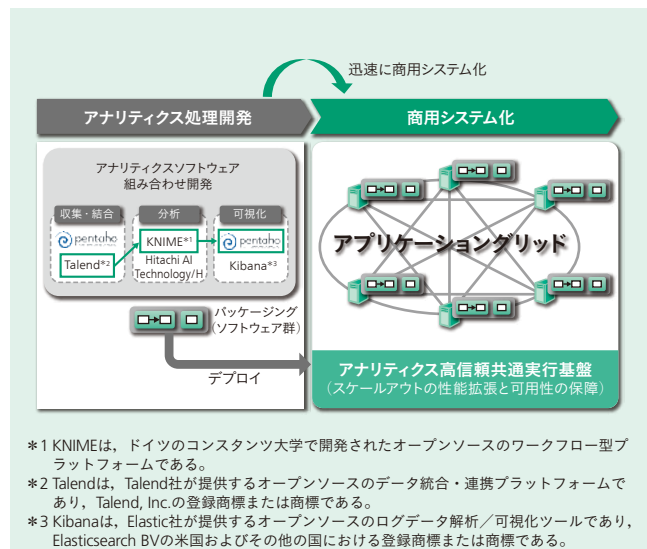 迅速に商用システム化
アナリティクス処理開発
商用システム化
アナリティクスソフトウェア
組み合わせ開発
収集・結合
分析
可視化
pentaho
Talend*2
KNIME*1
Hitachi AI
Technology/H
pentaho
Kibana*3
パッケージング
(ソフトウェア群)
デプロイ
アプリケーショングリッド
アナリティクス高信頼共通実行基盤
(スケールアウトの性能拡張と可用性の保障)
*1 KNIMEは,ドイツのコンスタンツ大学で開発されたオープンソースのワークフロー型プ
ラットフォームである。
*2 Talendは,Talend社が提供するオープンソースのデータ統合・連携プラットフォームで
あり,Talend, Inc.の登録商標または商標である。
*3 Kibanaは,Elastic社が提供するオープンソースのログデータ解析/可視化ツールであり,
Elasticsearch BVの米国およびその他の国における登録商標または商標である。